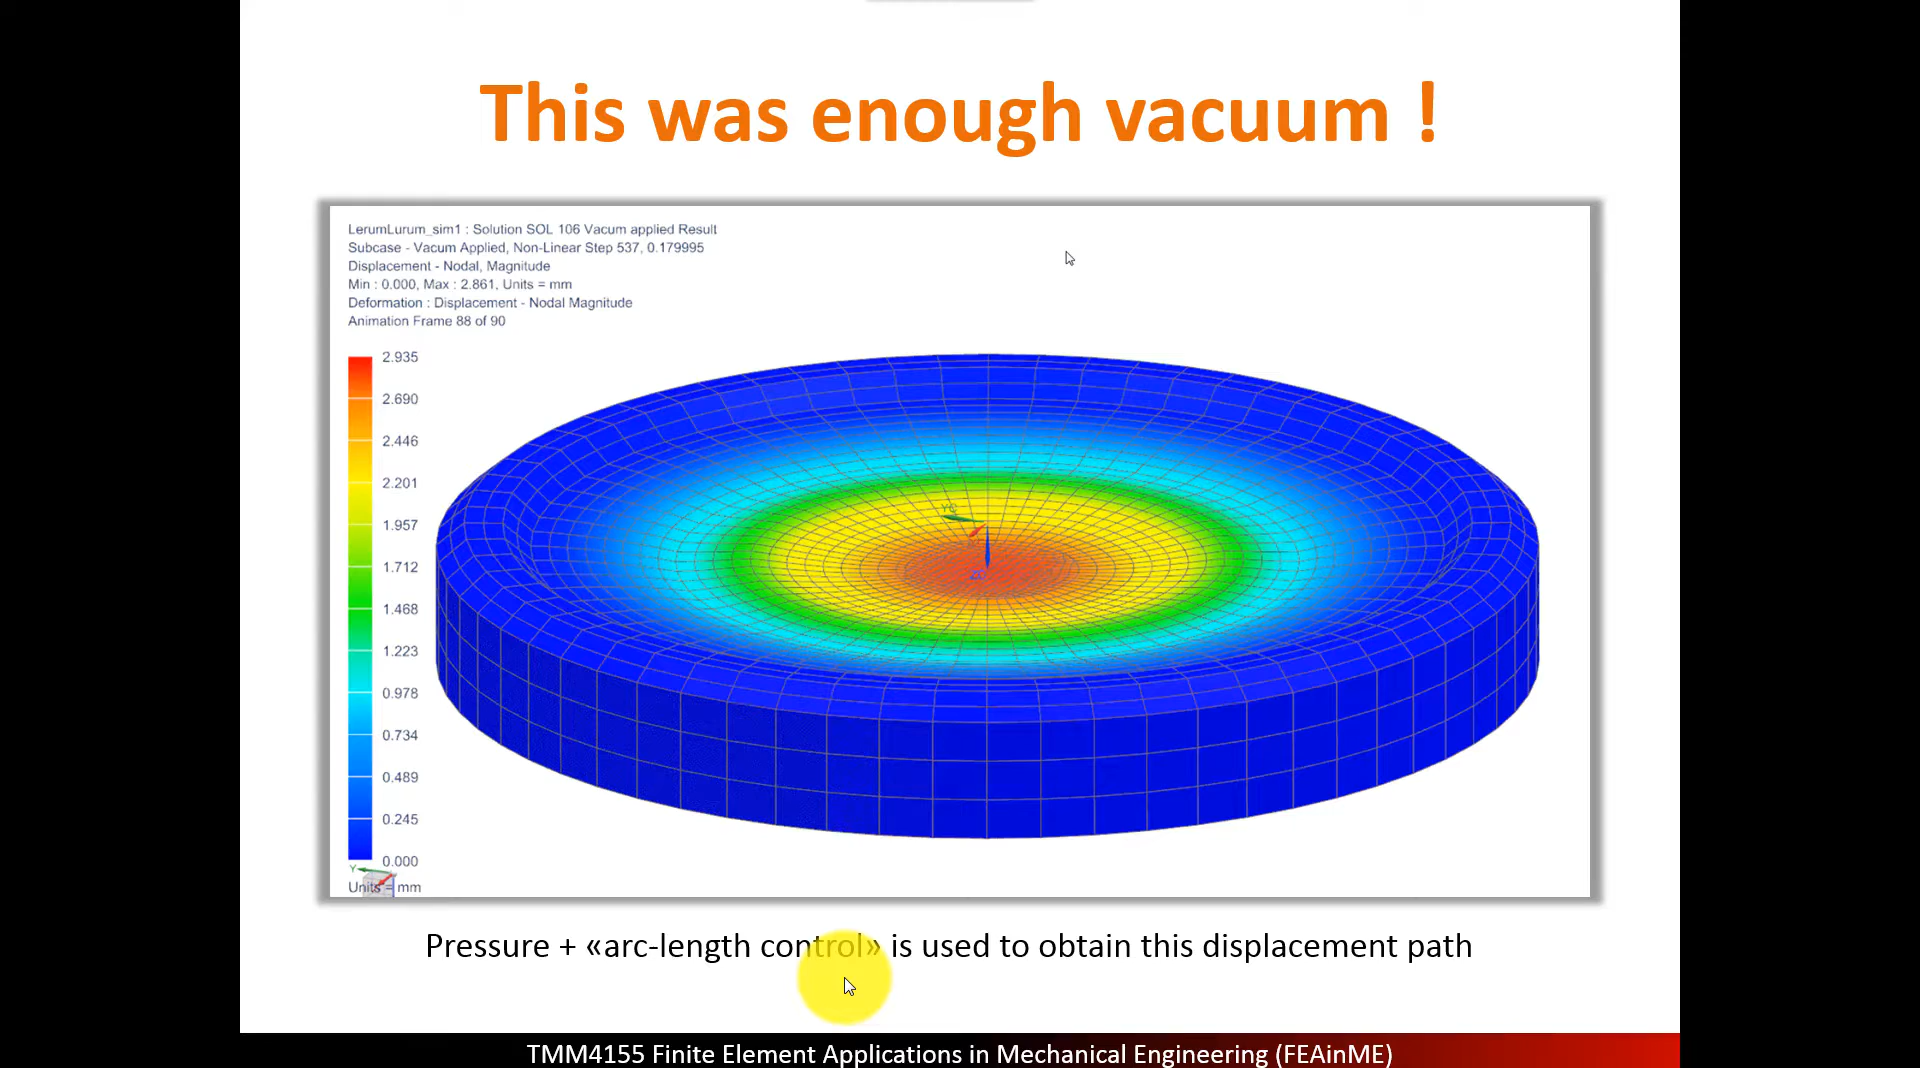 This was enough vacuum !
LerumLurum_sim1 : Solution SOL 106 Vacum applied Result
Subcase - Vacum Applied, Non-Linear Step 537, 0.179995
Displacement - Nodal, Magnitude
Min : 0.000, Max : 2.861, Units = mm
Deformation : Displacement - Nodal Magnitude
Animation Frame 88 of 90
2.935
2.690
2.446
2.201
1.957
1.712
1.468
1.223
0.978
0.734
0.489
0.245
0.000
Y
Units = mm
YC
Pressure + «arc-length control» is used to obtain this displacement path
TMM4155 Finite Element Applications in Mechanical Engineering (FEAinME)